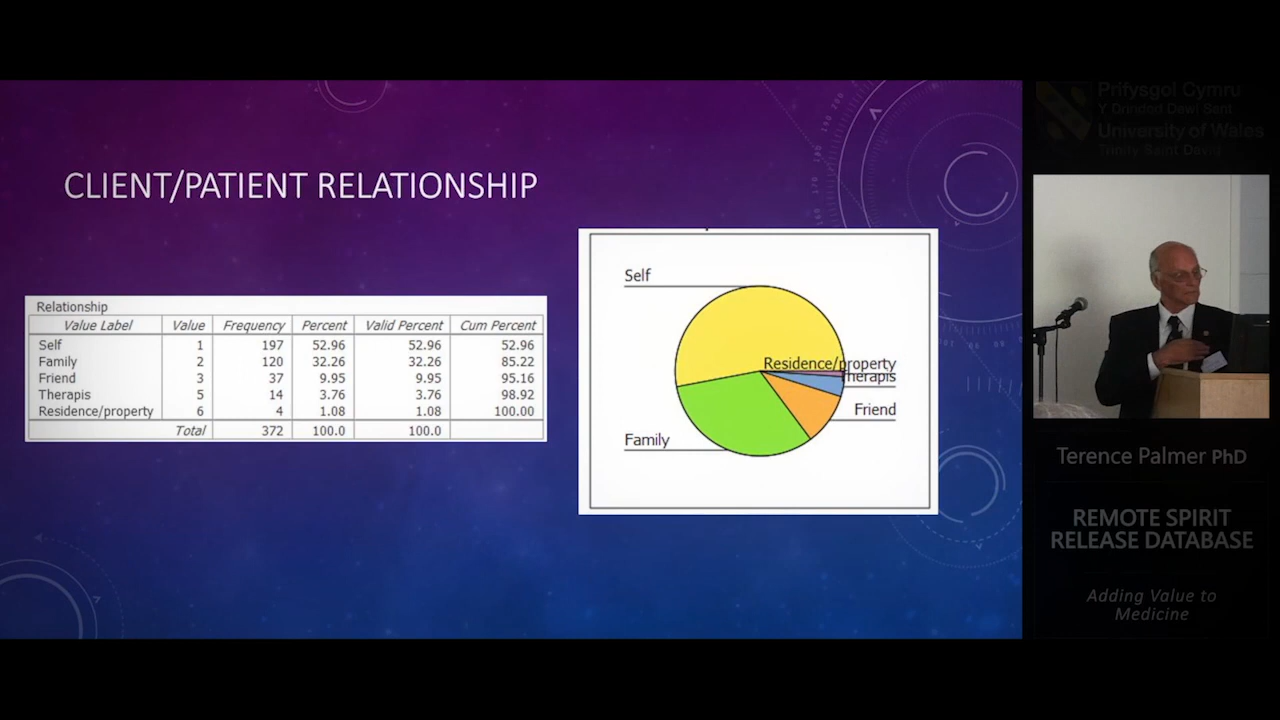 CLIENT/PATIENT RELATIONSHIP
Relationship
Value Label Value Frequency Percent Valid Percent Cum Percent
Self 1 197 52.96 52.96 52.96
Family 2 120 32.26 32.26 85.22
Friend 3 37 9.95 9.95 95.16
Therapis 5 14 3.76 3.76 98.92
Residence/property 6 4 1.08 1.08 100.00
Total 372 100.0 100.0
Self
Residence/property
Therapis
Friend
Family
Prifysgol Cymru
Y Drindod Dewi Sant
University of Wales
Trinity Saint David
Terence Palmer PhD
REMOTE SPIRIT
RELEASE DATABASE
Adding Value to
Medicine